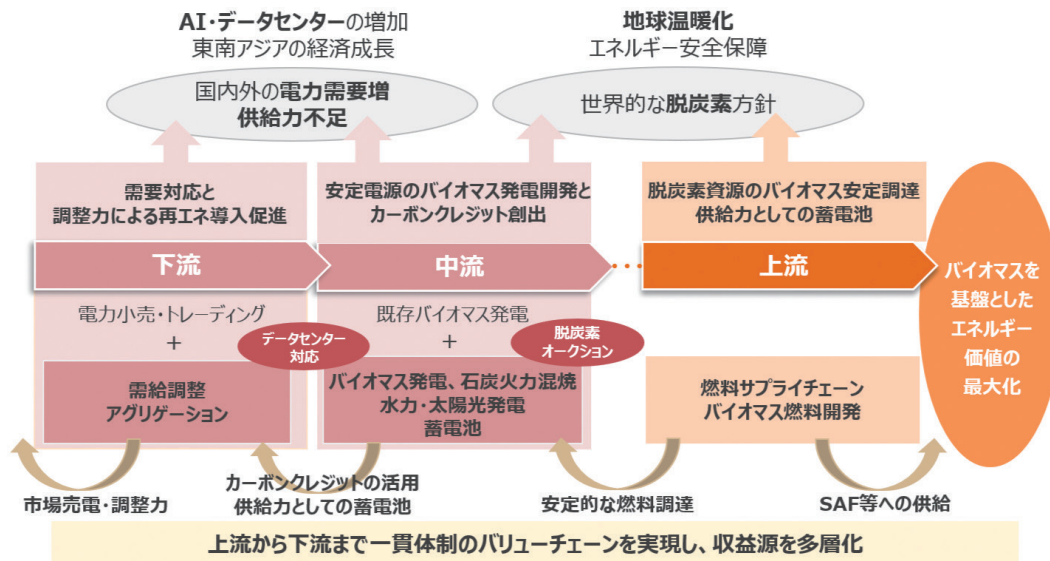 AI・データセンターの増加
東南アジアの経済成長
国内外の電力需要増
供給力不足
地球温暖化
エネルギー安全保障
世界的な脱炭素方針
需要対応と
調整力による再エネ導入促進
安定電源のバイオマス発電開発と
カーボンクレジット創出
脱炭素資源のバイオマス安定調達
供給力としての蓄電池
下流
中流
上流
バイオマスを
基盤とした
エネルギー
価値の
最大化
電力小売・トレーディング
+
データセンター
対応
需給調整
アグリゲーション
既存バイオマス発電
+
脱炭素
オークション
バイオマス発電、石炭火力混焼
水力・太陽光発電
蓄電池
燃料サプライチェーン
バイオマス燃料開発
市場売電・調整力
カーボンクレジットの活用
供給力としての蓄電池
安定的な燃料調達
SAF等への供給
上流から下流まで一貫体制のバリューチェーンを実現し、収益源を多層化